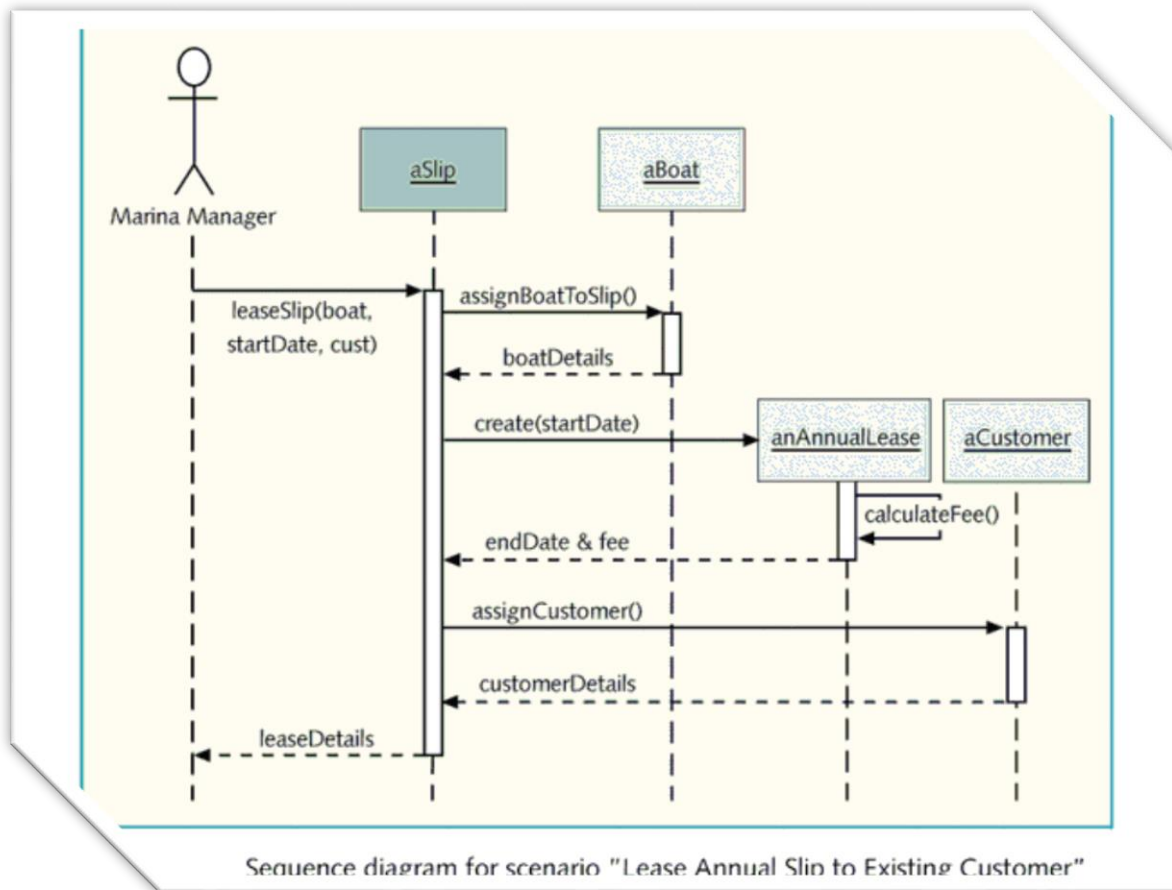 aSlip
aBoat
Marina Manager
leaseSlip(boat,
startDate, cust)
assignBoatToSlip()
boatDetails
create(startDate)
anAnnualLease
aCustomer
calculateFee()
endDate & fee
assignCustomer()
customerDetails
leaseDetails
Sequence diagram for scenario "Lease Annual Slip to Existing Customer"